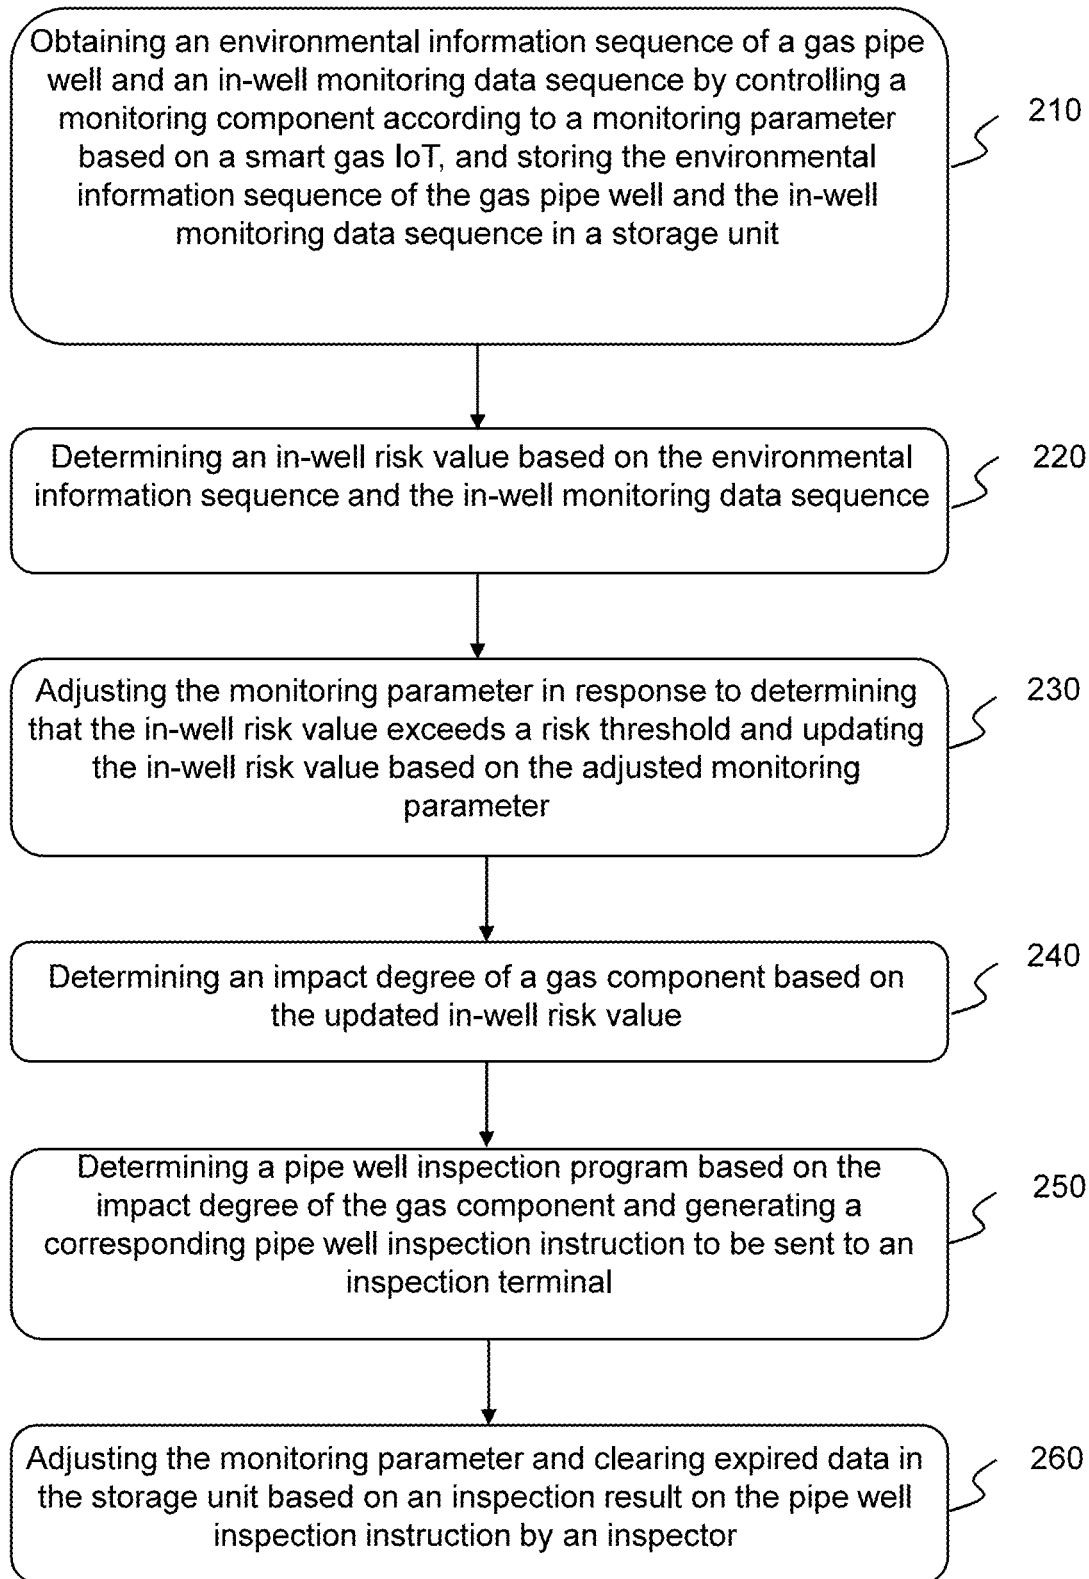 Obtaining an environmental information sequence of a gas pipe
well and an in-well monitoring data sequence by controlling a
monitoring component according to a monitoring parameter
based on a smart gas IoT, and storing the environmental
information sequence of the gas pipe well and the in-well
monitoring data sequence in a storage unit
210
Determining an in-well risk value based on the environmental
information sequence and the in-well monitoring data sequence
220
Adjusting the monitoring parameter in response to determining
that the in-well risk value exceeds a risk threshold and updating
the in-well risk value based on the adjusted monitoring
parameter
230
Determining an impact degree of a gas component based on
the updated in-well risk value
240
Determining a pipe well inspection program based on the
impact degree of the gas component and generating a
corresponding pipe well inspection instruction to be sent to an
inspection terminal
250
Adjusting the monitoring parameter and clearing expired data in
the storage unit based on an inspection result on the pipe well
inspection instruction by an inspector
260